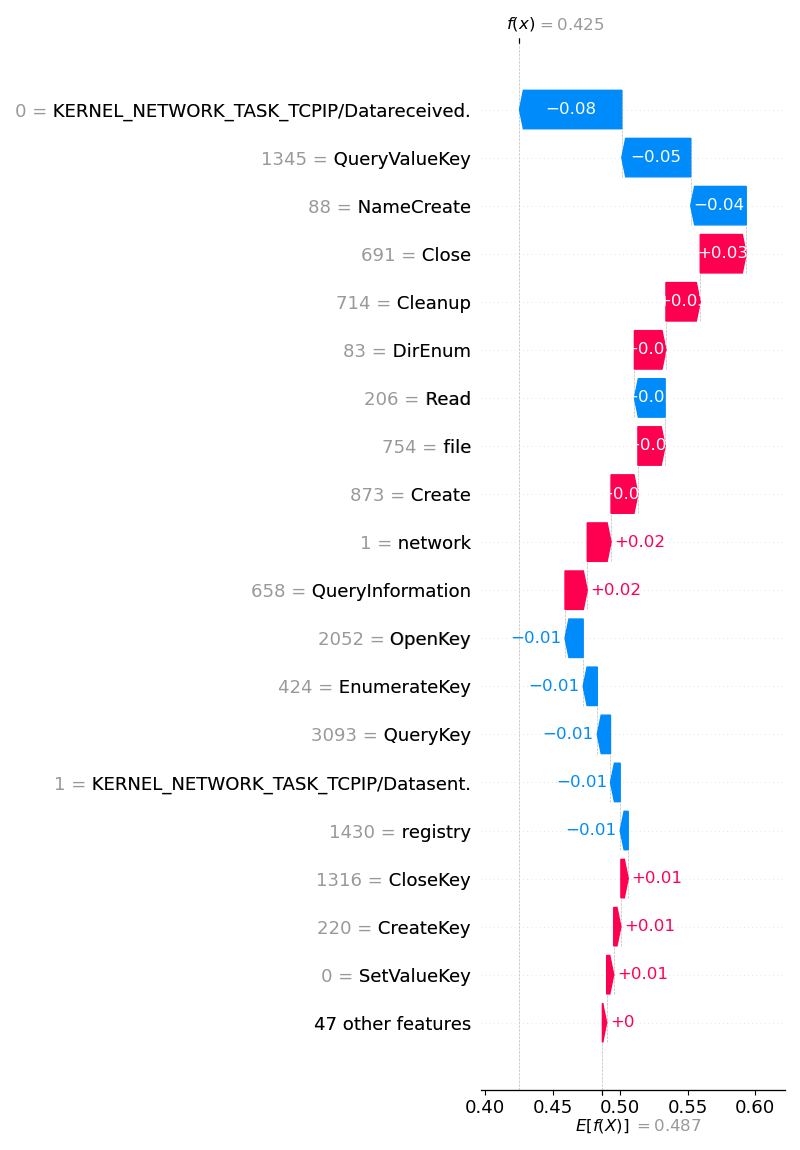 f(x) = 0.425
0 = KERNEL_NETWORK_TASK_TCPIP/Datareceived. −0.08
1345 = QueryValueKey −0.05
88 = NameCreate −0.04
691 = Close +0.03
714 = Cleanup
83 = DirEnum
206 = Read
754 = file
873 = Create
1 = network +0.02
658 = QueryInformation +0.02
2052 = OpenKey −0.01
424 = EnumerateKey −0.01
3093 = QueryKey −0.01
1 = KERNEL_NETWORK_TASK_TCPIP/Datasent. −0.01
1430 = registry −0.01
1316 = CloseKey +0.01
220 = CreateKey +0.01
0 = SetValueKey +0.01
47 other features +0
0.40 0.45 0.50 0.55 0.60
E[f(X)] = 0.487